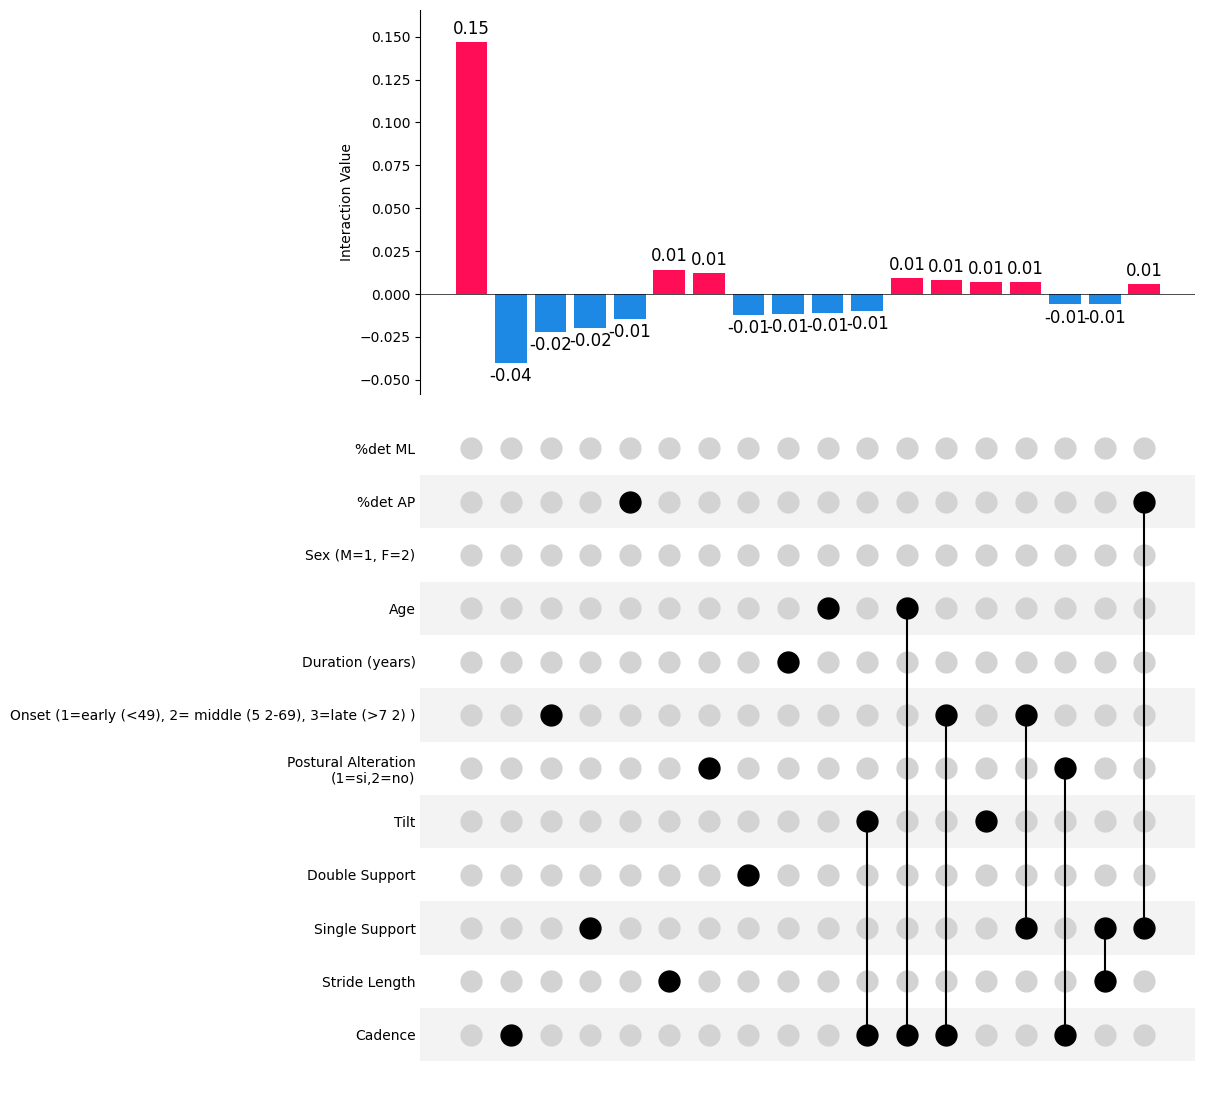 0.15
0.150
0.125
0.100
0.075
0.050
0.025
0.000
−0.025
−0.050
Interaction Value
-0.04
-0.02
-0.02
-0.01
0.01
0.01
-0.01
-0.01
-0.01
-0.01
0.01
0.01
0.01
0.01
-0.01
-0.01
0.01
%det ML
%det AP
Sex (M=1, F=2)
Age
Duration (years)
Onset (1=early (<49), 2= middle (5 2-69), 3=late (>7 2) )
Postural Alteration
(1=si,2=no)
Tilt
Double Support
Single Support
Stride Length
Cadence